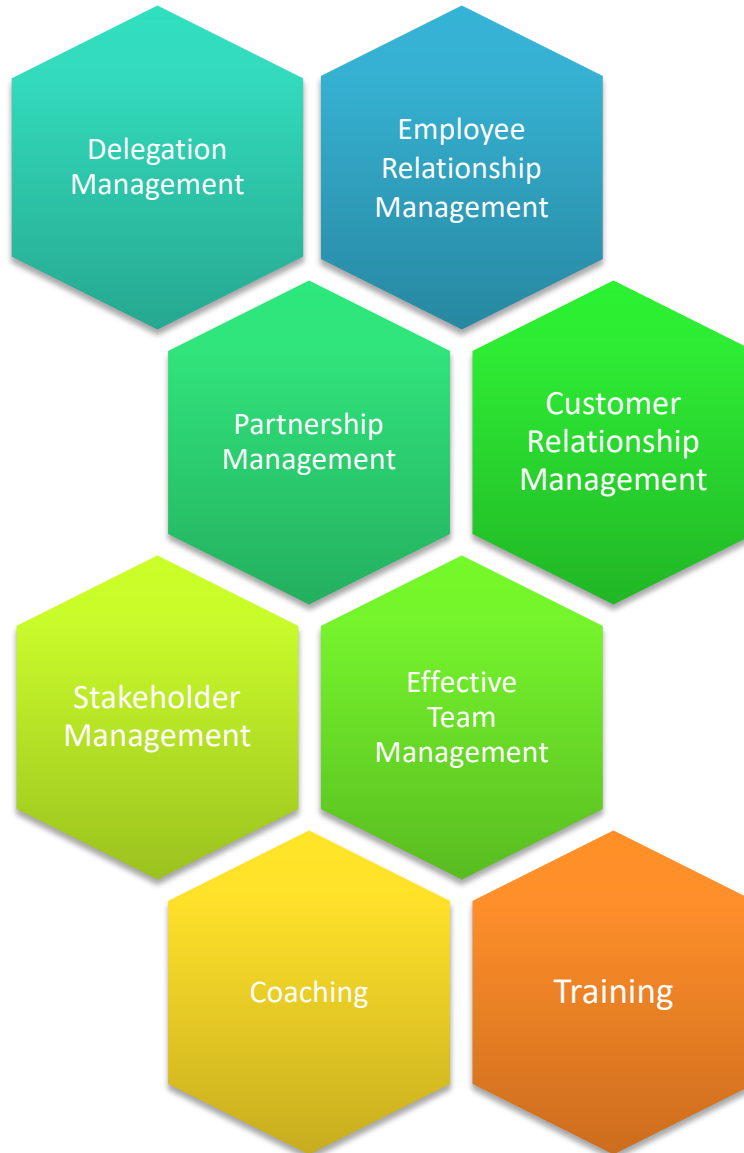 Delegation
Management
Employee
Relationship
Management
Partnership
Management
Customer
Relationship
Management
Stakeholder
Management
Effective
Team
Management
Coaching
Training